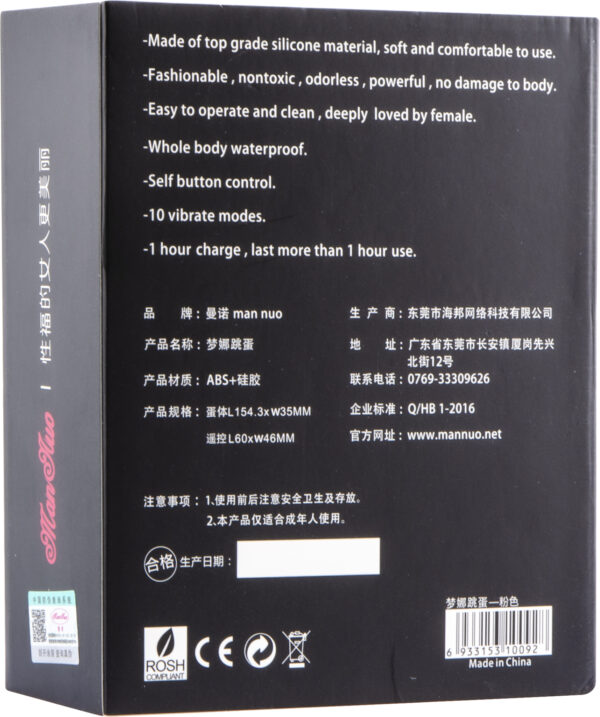 -Made of top grade silicone material, soft and comfortable to use.
-Fashionable , nontoxic , odorless , powerful , no damage to body.
-Easy to operate and clean , deeply loved by female.
-Whole body waterproof.
-Self button control.
-10 vibrate modes.
-1 hour charge , last more than 1 hour use.
品 牌：曼诺 man nuo
产品名称：梦娜跳蛋
产品材质：ABS+硅胶
产品规格：蛋体L154.3xW35MM
遥控L60xW46MM
生 产 商：东莞市海邦网络科技有限公司
地 址：广东省东莞市长安镇厦岗先兴
北街12号
联系电话：0769-33309626
企业标准：Q/HB 1-2016
官方网址：www.mannuo.net
注意事项：1.使用前后注意安全卫生及存放。
2.本产品仅适合成年人使用。
合格 生产日期：
ROSH
COMPLIANT
CE
梦娜跳蛋—粉色
6 933153 10092
Made in China
Man Nuo | 性福的女人更美丽